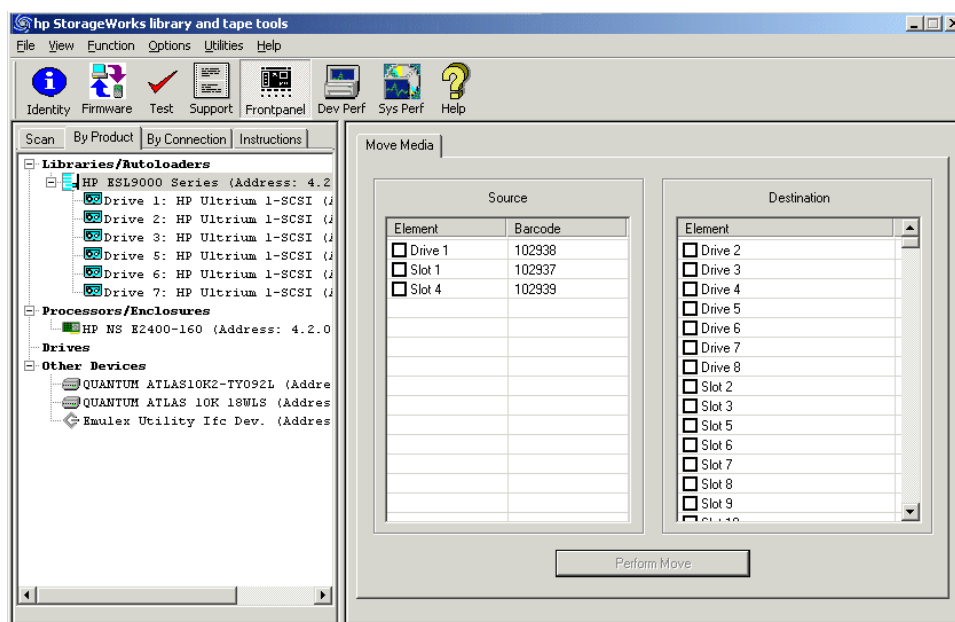 hp StorageWorks library and tape tools
File View Function Options Utilities Help
Identity Firmware Test Support Frontpanel Dev Perf Sys Perf Help
Scan By Product By Connection Instructions
Libraries/Autoloaders
HP ESL9000 Series (Address: 4.2
Drive 1: HP Ultrium 1-SCSI (
Drive 2: HP Ultrium 1-SCSI (
Drive 3: HP Ultrium 1-SCSI (
Drive 5: HP Ultrium 1-SCSI (
Drive 6: HP Ultrium 1-SCSI (
Drive 7: HP Ultrium 1-SCSI (
Processors/Enclosures
HP NS E2400-160 (Address: 4.2.0
Drives
Other Devices
QUANTUM ATLAS10K2-TY092L (Addre
QUANTUM ATLAS 10K 18WLS (Addres
Emulex Utility Ifc Dev. (Addres
Move Media
Source
Element Barcode
Drive 1 102938
Slot 1 102937
Slot 4 102939
Destination
Element
Drive 2
Drive 3
Drive 4
Drive 5
Drive 6
Drive 7
Drive 8
Slot 2
Slot 3
Slot 5
Slot 6
Slot 7
Slot 8
Slot 9
Slot 10
Perform Move